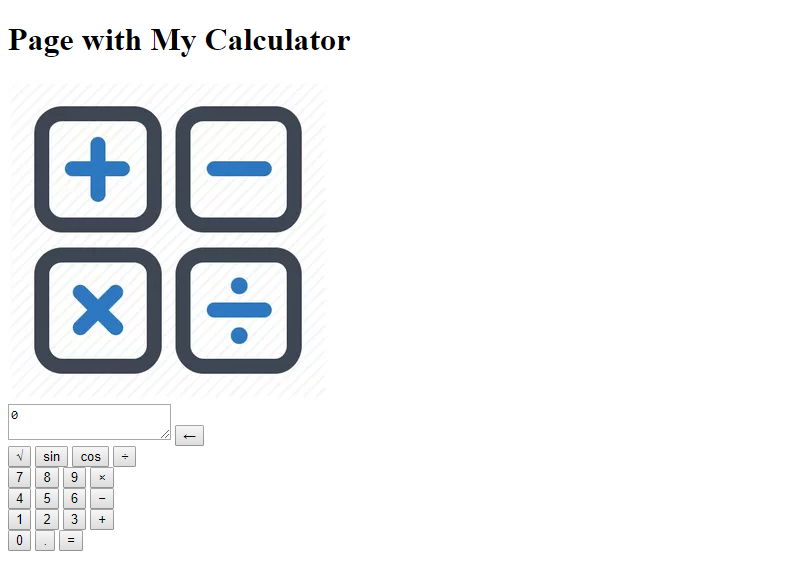 Page with My Calculator
+ −
× ÷
0 ←
√ sin cos ÷
7 8 9 ×
4 5 6 −
1 2 3 +
0 . =